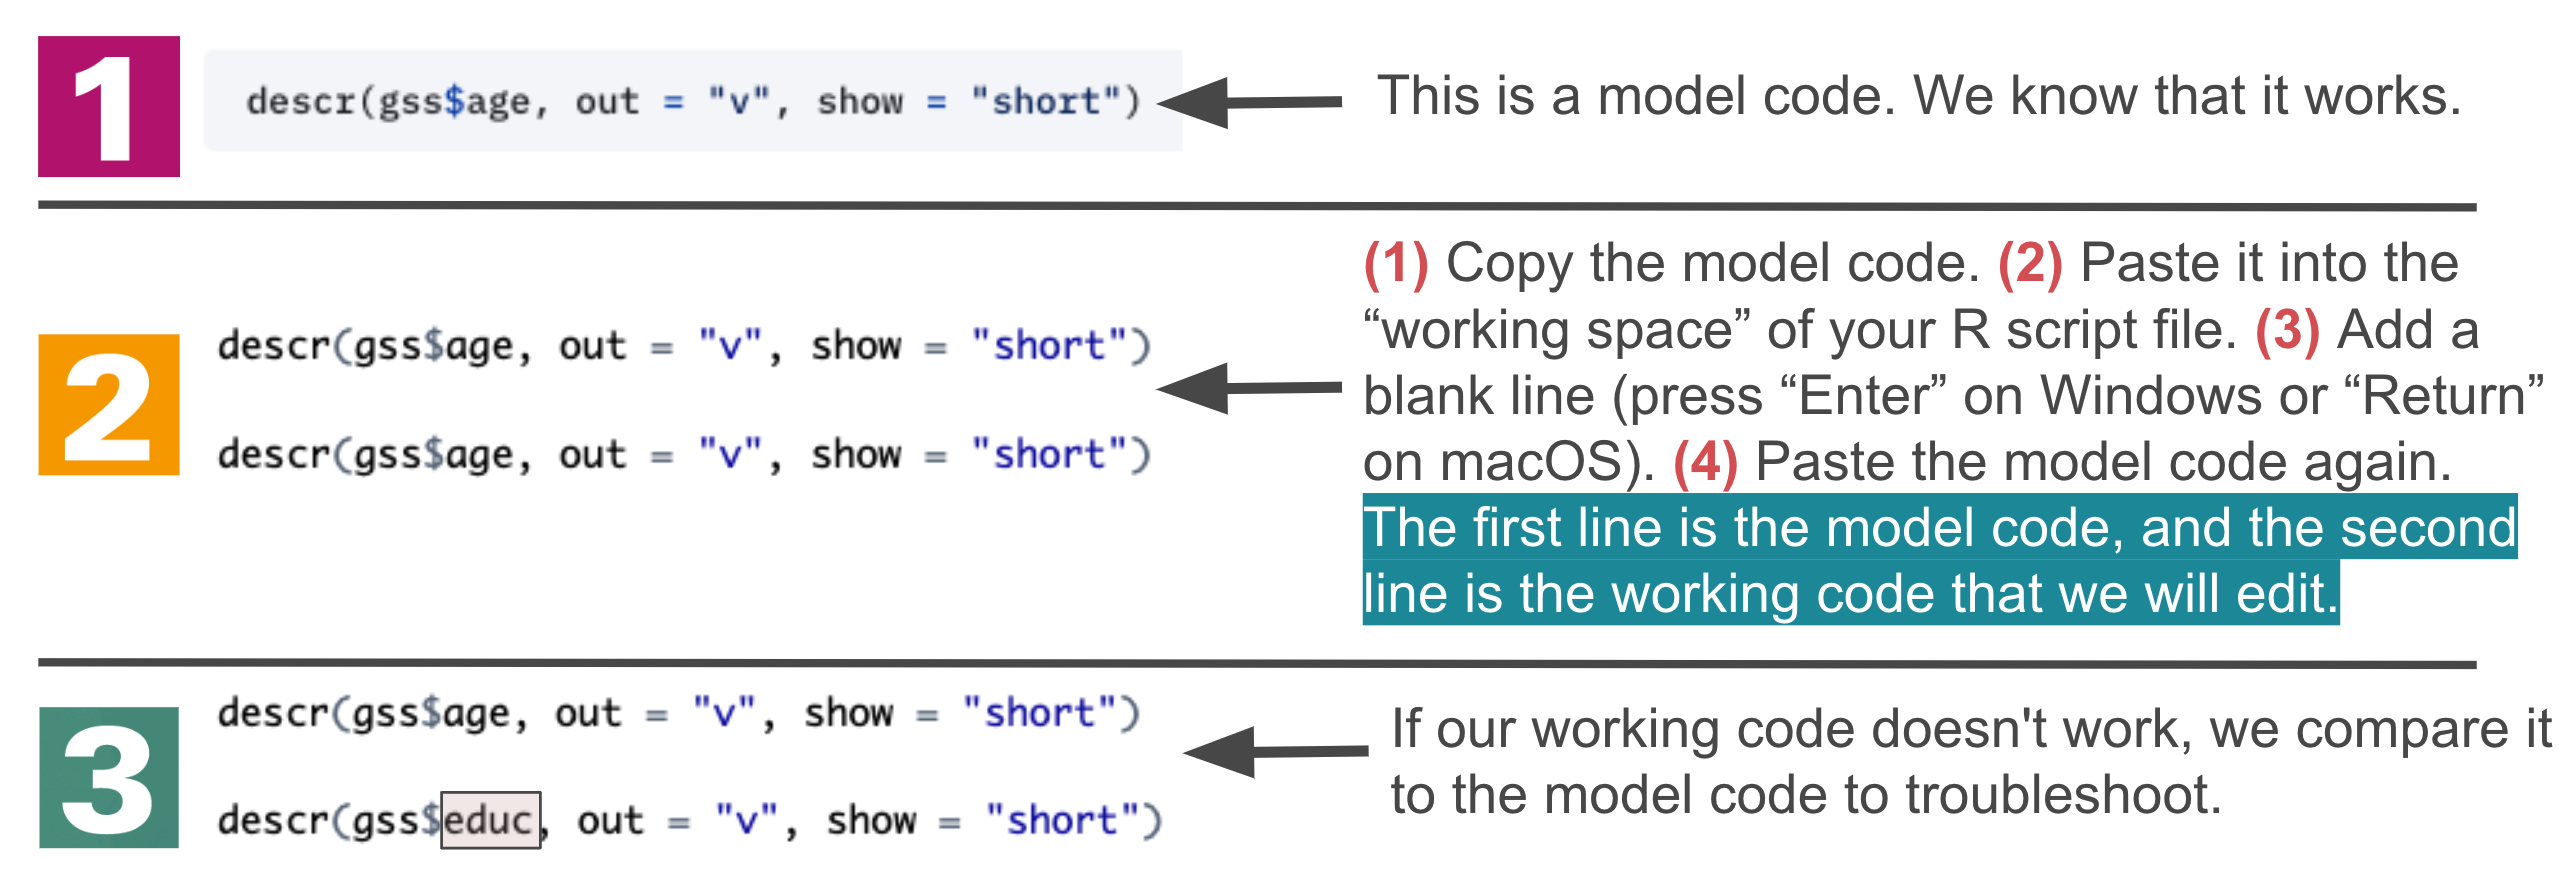 1
descr(gss$age, out = "v", show = "short")
This is a model code. We know that it works.
2
descr(gss$age, out = "v", show = "short")
descr(gss$age, out = "v", show = "short")
(1) Copy the model code. (2) Paste it into the
“working space” of your R script file. (3) Add a
blank line (press “Enter” on Windows or “Return”
on macOS). (4) Paste the model code again.
The first line is the model code, and the second
line is the working code that we will edit.
3
descr(gss$age, out = "v", show = "short")
descr(gss$educ, out = "v", show = "short")
If our working code doesn't work, we compare it
to the model code to troubleshoot.